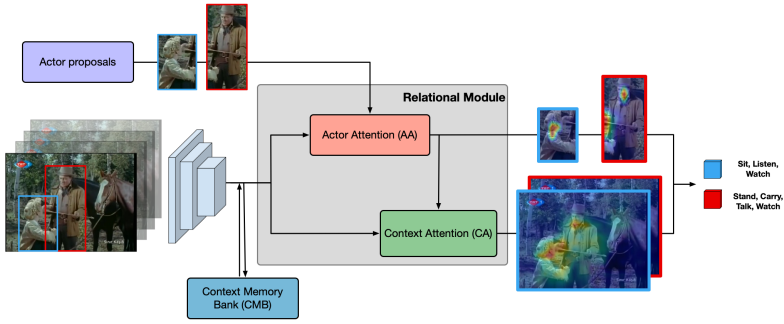 Actor proposals
Relational Module
Actor Attention (AA)
Context Attention (CA)
Context Memory
Bank (CMB)
Sit, Listen,
Watch
Stand, Carry,
Talk, Watch